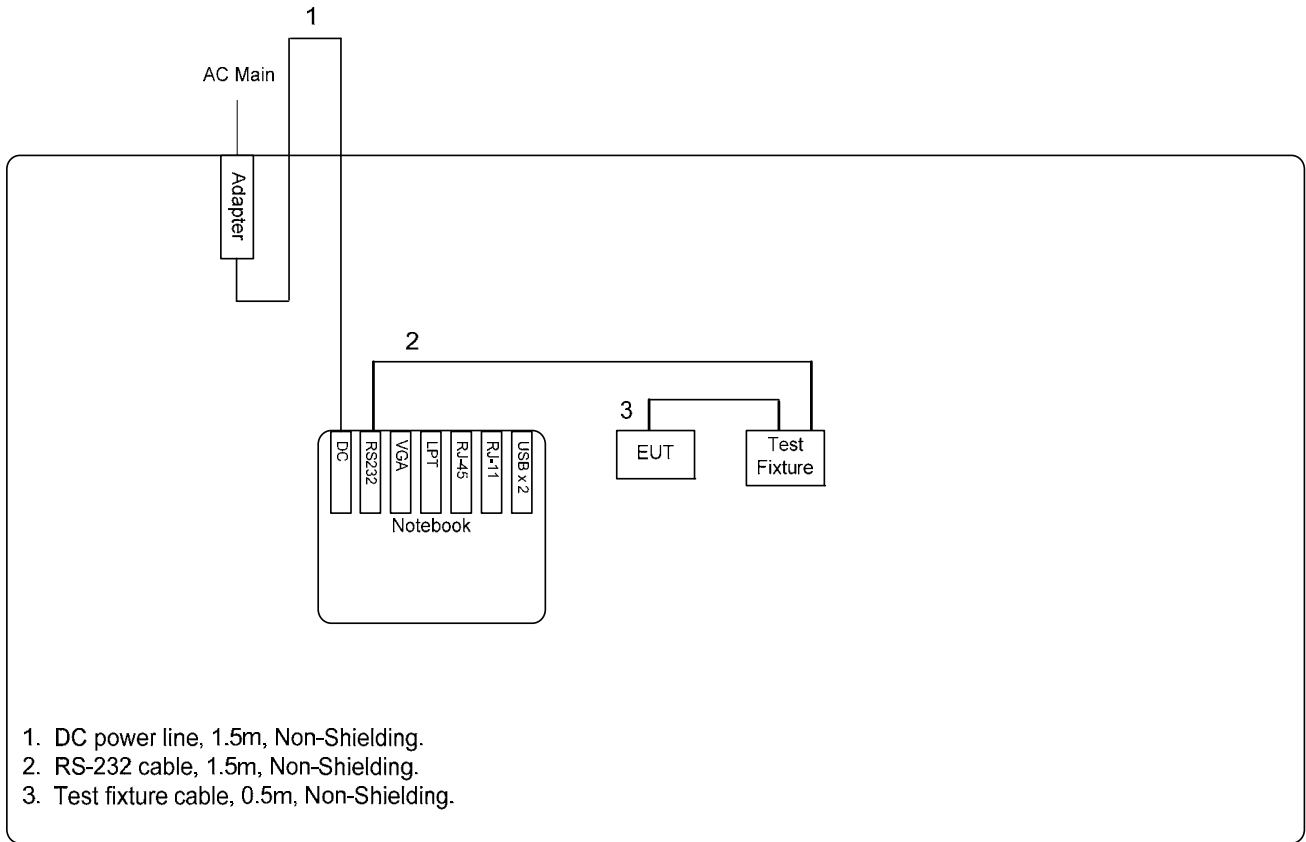 1
AC Main
Adapter
2
3
DC
RS232
VGA
LPT
RJ-45
RJ-11
USB x 2
EUT
Test
Fixture
Notebook
1. DC power line, 1.5m, Non-Shielding.
2. RS-232 cable, 1.5m, Non-Shielding.
3. Test fixture cable, 0.5m, Non-Shielding.